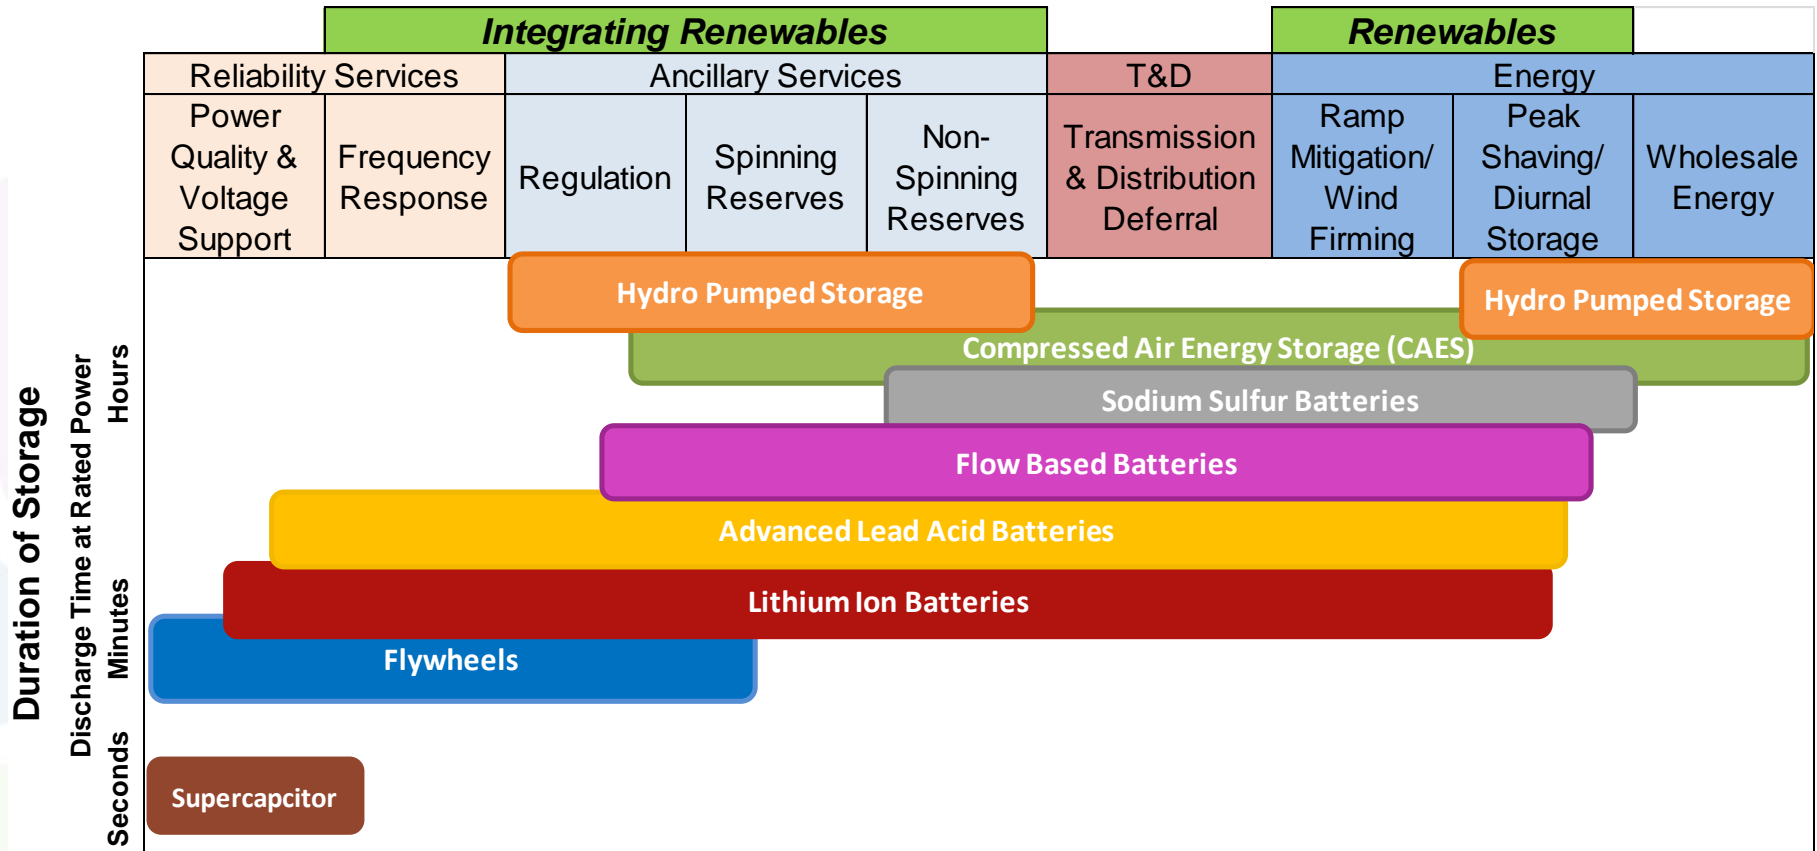 Integrating Renewables
Renewables
Reliability Services
Ancillary Services
T&D
Energy
Power
Quality &
Voltage
Support
Frequency
Response
Regulation
Spinning
Reserves
Non-
Spinning
Reserves
Transmission
& Distribution
Deferral
Ramp
Mitigation/
Wind
Firming
Peak
Shaving/
Diurnal
Storage
Wholesale
Energy
Duration of Storage
Discharge Time at Rated Power
Hours
Minutes
Seconds
Hydro Pumped Storage
Hydro Pumped Storage
Compressed Air Energy Storage (CAES)
Sodium Sulfur Batteries
Flow Based Batteries
Advanced Lead Acid Batteries
Lithium Ion Batteries
Flywheels
Supercapcitor